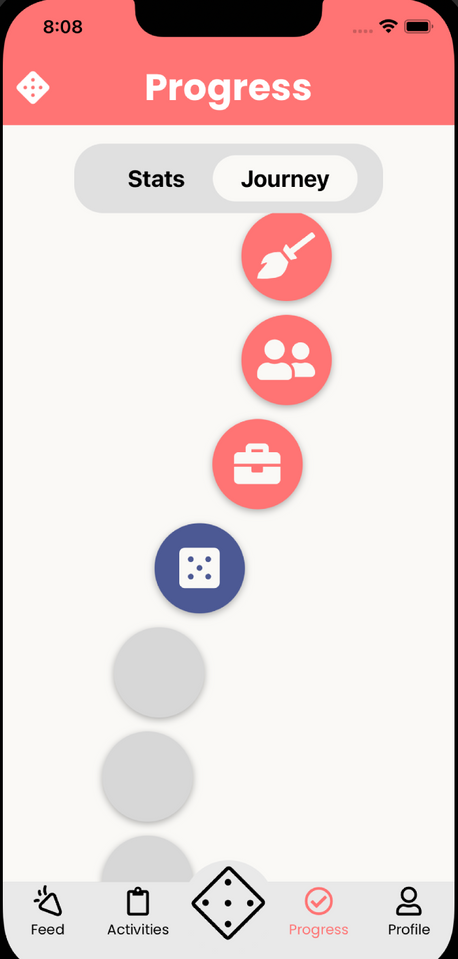 8:08
Progress
Stats Journey
Feed Activities Progress Profile